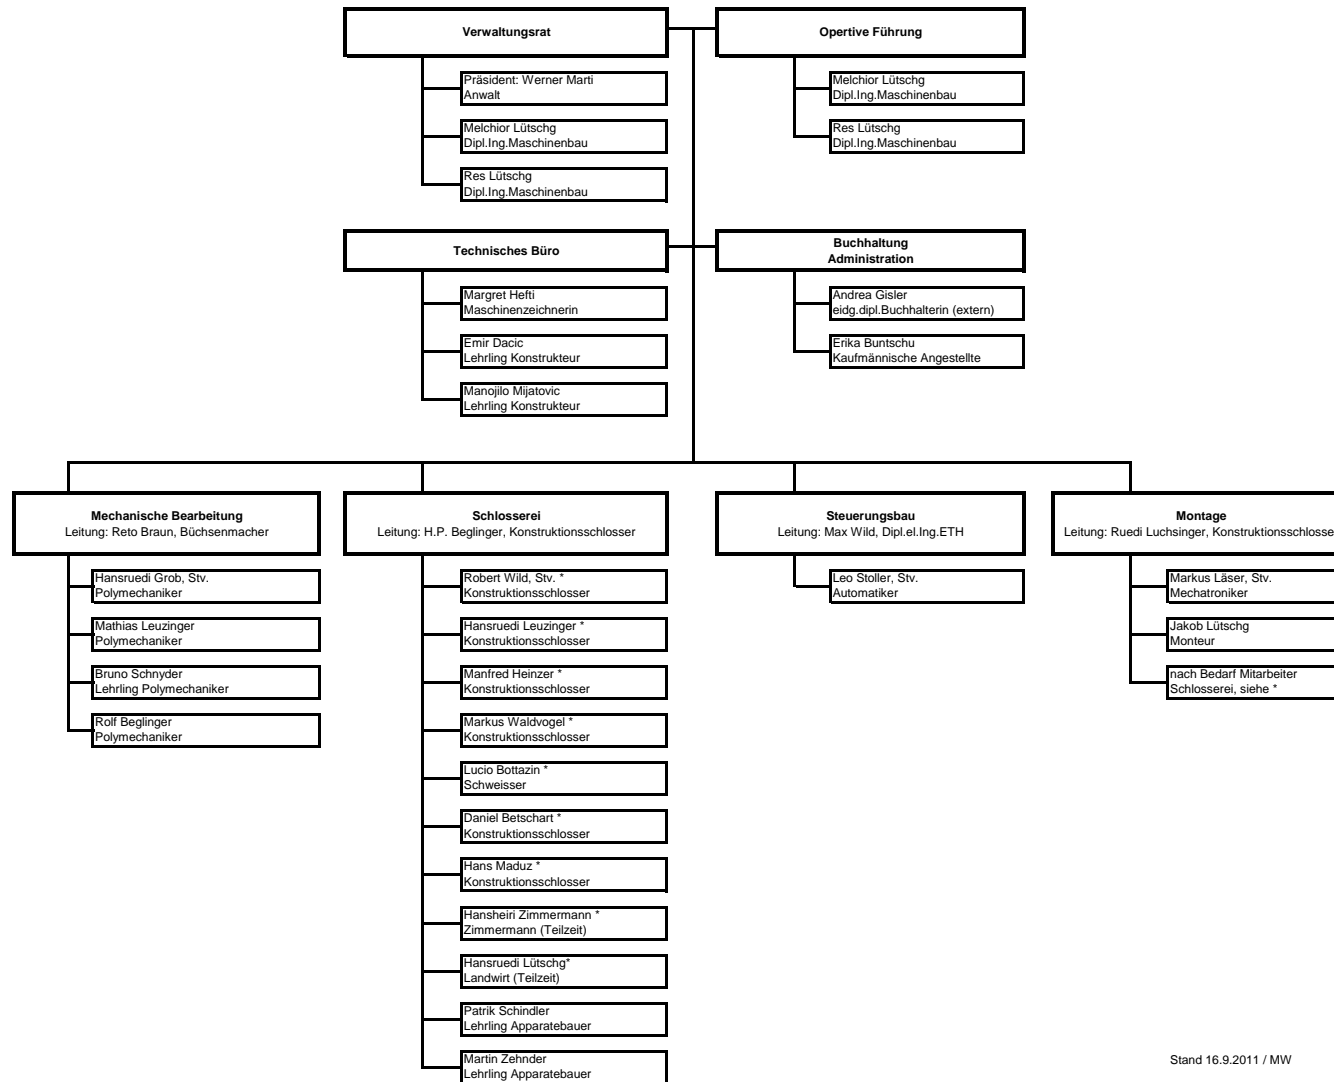 Verwaltungsrat
Opertive Führung
Präsident: Werner Marti
Anwalt
Melchior Lütschg
Dipl.Ing.Maschinenbau
Res Lütschg
Dipl.Ing.Maschinenbau
Melchior Lütschg
Dipl.Ing.Maschinenbau
Res Lütschg
Dipl.Ing.Maschinenbau
Technisches Büro
Buchhaltung
Administration
Margret Hefti
Maschinenzeichnerin
Emir Dacic
Lehrling Konstrukteur
Manojilo Mijatovic
Lehrling Konstrukteur
Andrea Gisler
eidg.dipl.Buchhalterin (extern)
Erika Buntschu
Kaufmännische Angestellte
Mechanische Bearbeitung
Leitung: Reto Braun, Büchsenmacher
Hansruedi Grob, Stv.
Polymechaniker
Mathias Leuzinger
Polymechaniker
Bruno Schnyder
Lehrling Polymechaniker
Rolf Beglinger
Polymechaniker
Schlosserei
Leitung: H.P. Beglinger, Konstruktionsschlosser
Robert Wild, Stv. *
Konstruktionsschlosser
Hansruedi Leuzinger *
Konstruktionsschlosser
Manfred Heinzer *
Konstruktionsschlosser
Markus Waldvogel *
Konstruktionsschlosser
Lucio Bottazin *
Schweisser
Daniel Betschart *
Konstruktionsschlosser
Hans Maduz *
Konstruktionsschlosser
Hansheiri Zimmermann *
Zimmermann (Teilzeit)
Hansruedi Lütschg*
Landwirt (Teilzeit)
Patrik Schindler
Lehrling Apparatebauer
Martin Zehnder
Lehrling Apparatebauer
Steuerungsbau
Leitung: Max Wild, Dipl.el.Ing.ETH
Leo Stoller, Stv.
Automatiker
Montage
Leitung: Ruedi Luchsinger, Konstruktionsschlosse
Markus Läser, Stv.
Mechatroniker
Jakob Lütschg
Monteur
nach Bedarf Mitarbeiter
Schlosserei, siehe *
Stand 16.9.2011 / MW